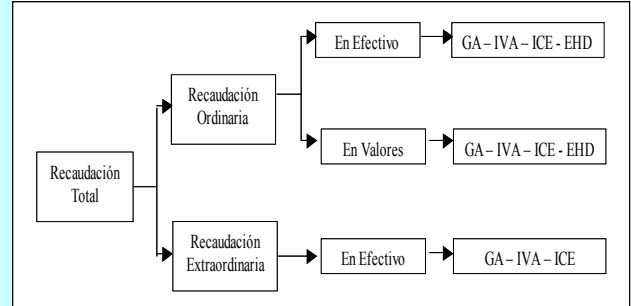 En Efectivo
GA – IVA – ICE - EHD
Recaudación
Ordinaria
En Valores
GA – IVA – ICE - EHD
Recaudación
Total
Recaudación
Extraordinaria
En Efectivo
GA – IVA – ICE